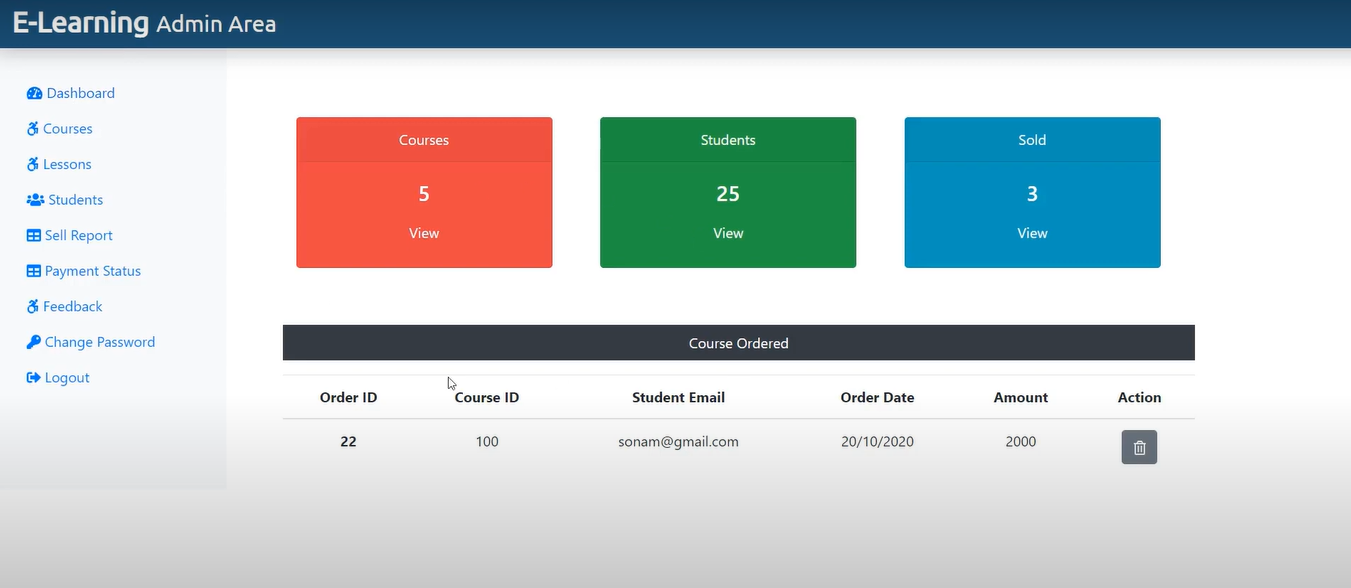 E-Learning Admin Area
Dashboard
Courses
Lessons
Students
Sell Report
Payment Status
Feedback
Change Password
Logout
Courses
5
View
Students
25
View
Sold
3
View
Course Ordered
Order ID Course ID Student Email Order Date Amount Action
22 100 sonam@gmail.com 20/10/2020 2000